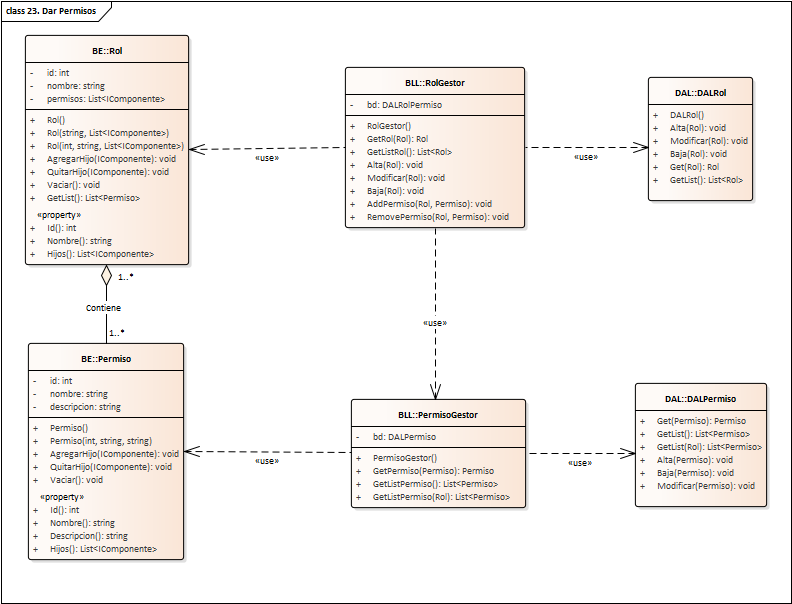 class 23. Dar Permisos
BE::Rol
- id: int
- nombre: string
- permisos: List<IComponente>
+ Rol()
+ Rol(string, List<IComponente>)
+ Rol(int, string, List<IComponente>)
+ AgregarHijo(IComponente): void
+ QuitarHijo(IComponente): void
+ Vaciar(): void
+ GetList(): List<Permiso>
«property»
+ Id(): int
+ Nombre(): string
+ Hijos(): List<IComponente>
«use»
BLL::RolGestor
- bd: DALRolPermiso
+ RolGestor()
+ GetRol(Rol): Rol
+ GetListRol(): List<Rol>
+ Alta(Rol): void
+ Modificar(Rol): void
+ Baja(Rol): void
+ AddPermiso(Rol, Permiso): void
+ RemovePermiso(Rol, Permiso): void
«use»
DAL::DALRol
+ DALRol()
+ Alta(Rol): void
+ Modificar(Rol): void
+ Baja(Rol): void
+ Get(Rol): Rol
+ GetList(): List<Rol>
1..*
Contiene
1..*
«use»
BE::Permiso
- id: int
- nombre: string
- descripcion: string
+ Permiso()
+ Permiso(int, string, string)
+ AgregarHijo(IComponente): void
+ QuitarHijo(IComponente): void
+ Vaciar(): void
«property»
+ Id(): int
+ Nombre(): string
+ Descripcion(): string
+ Hijos(): List<IComponente>
«use»
BLL::PermisoGestor
- bd: DALPermiso
+ PermisoGestor()
+ GetPermiso(Permiso): Permiso
+ GetListPermiso(): List<Permiso>
+ GetListPermiso(Rol): List<Permiso>
«use»
DAL::DALPermiso
+ Get(Permiso): Permiso
+ GetList(): List<Permiso>
+ GetList(Rol): List<Permiso>
+ Alta(Permiso): void
+ Baja(Permiso): void
+ Modificar(Permiso): void